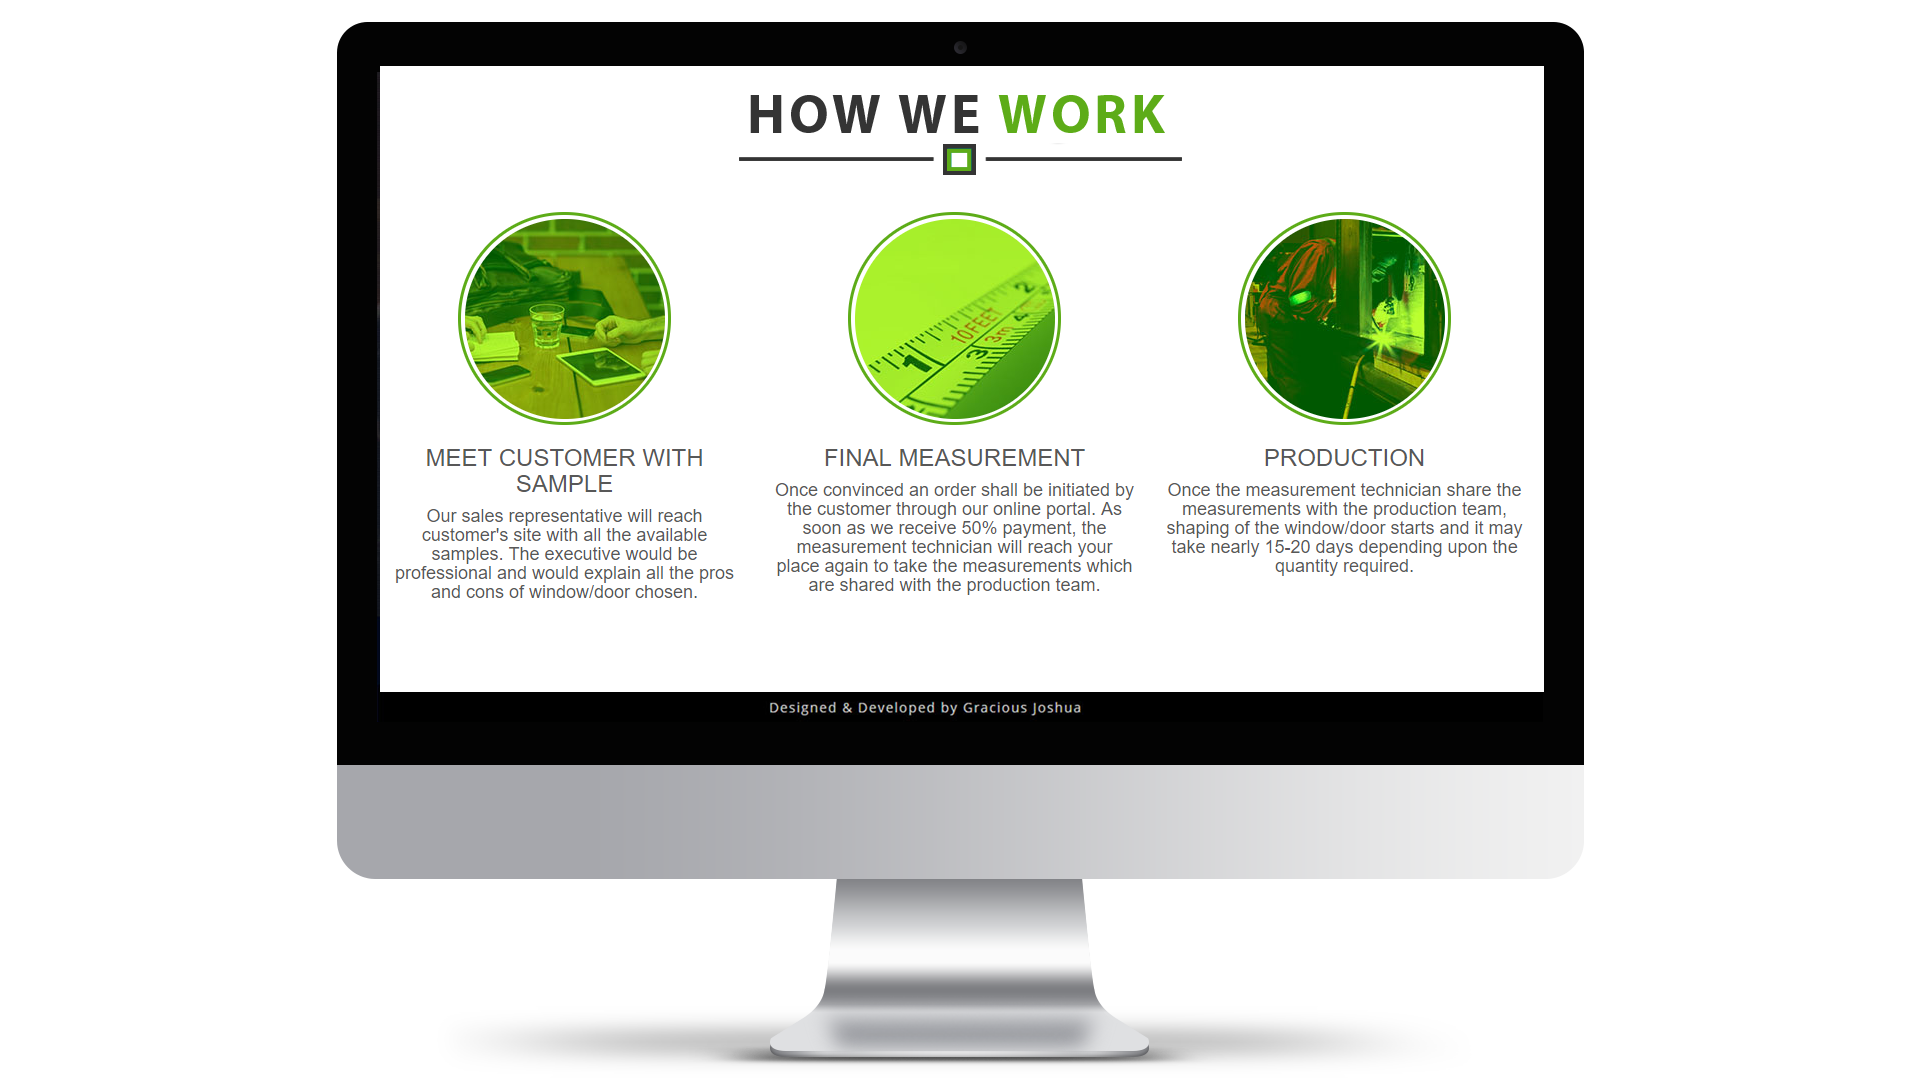 HOW WE WORK
MEET CUSTOMER WITH
SAMPLE
Our sales representative will reach
customer's site with all the available
samples. The executive would be
professional and would explain all the pros
and cons of window/door chosen.
1
2
10FEET
3m
3
4
FINAL MEASUREMENT
Once convinced an order shall be initiated by
the customer through our online portal. As
soon as we receive 50% payment, the
measurement technician will reach your
place again to take the measurements which
are shared with the production team.
PRODUCTION
Once the measurement technician share the
measurements with the production team,
shaping of the window/door starts and it may
take nearly 15-20 days depending upon the
quantity required.
Designed & Developed by Gracious Joshua